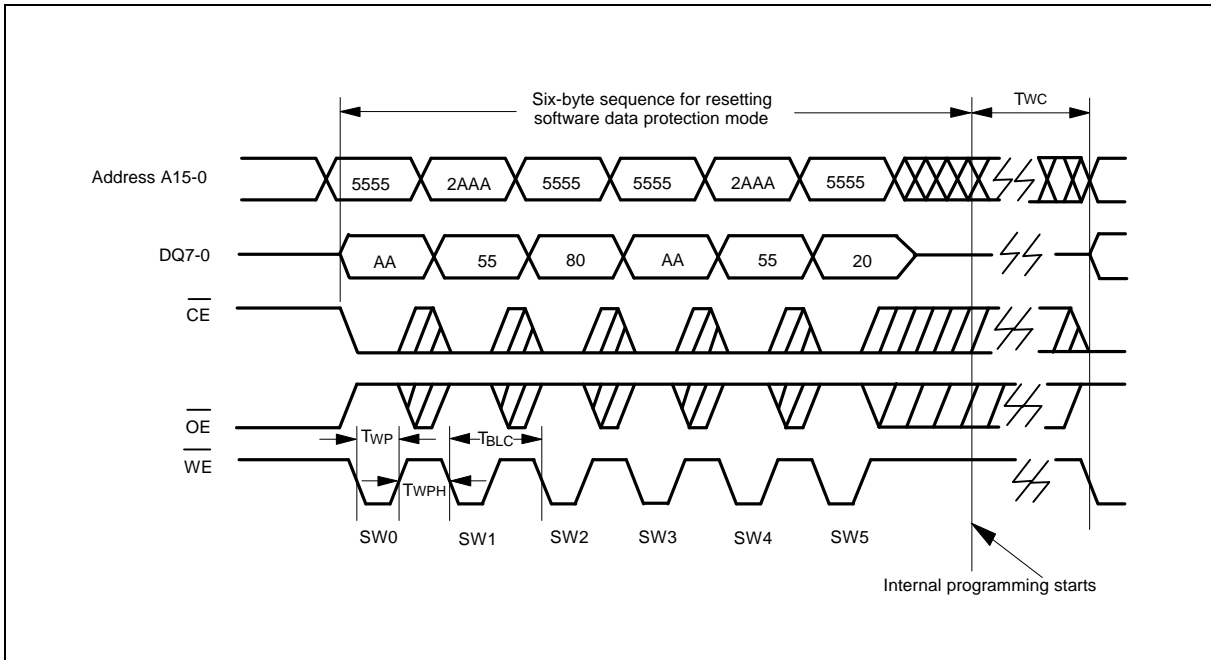 Six-byte sequence for resetting
software data protection mode
TWC
Address A15-0
5555
2AAA
5555
5555
2AAA
5555
DQ7-0
AA
55
80
AA
55
20
CE
OE
TWP
TBLC
WE
TWPH
SW0
SW1
SW2
SW3
SW4
SW5
Internal programming starts